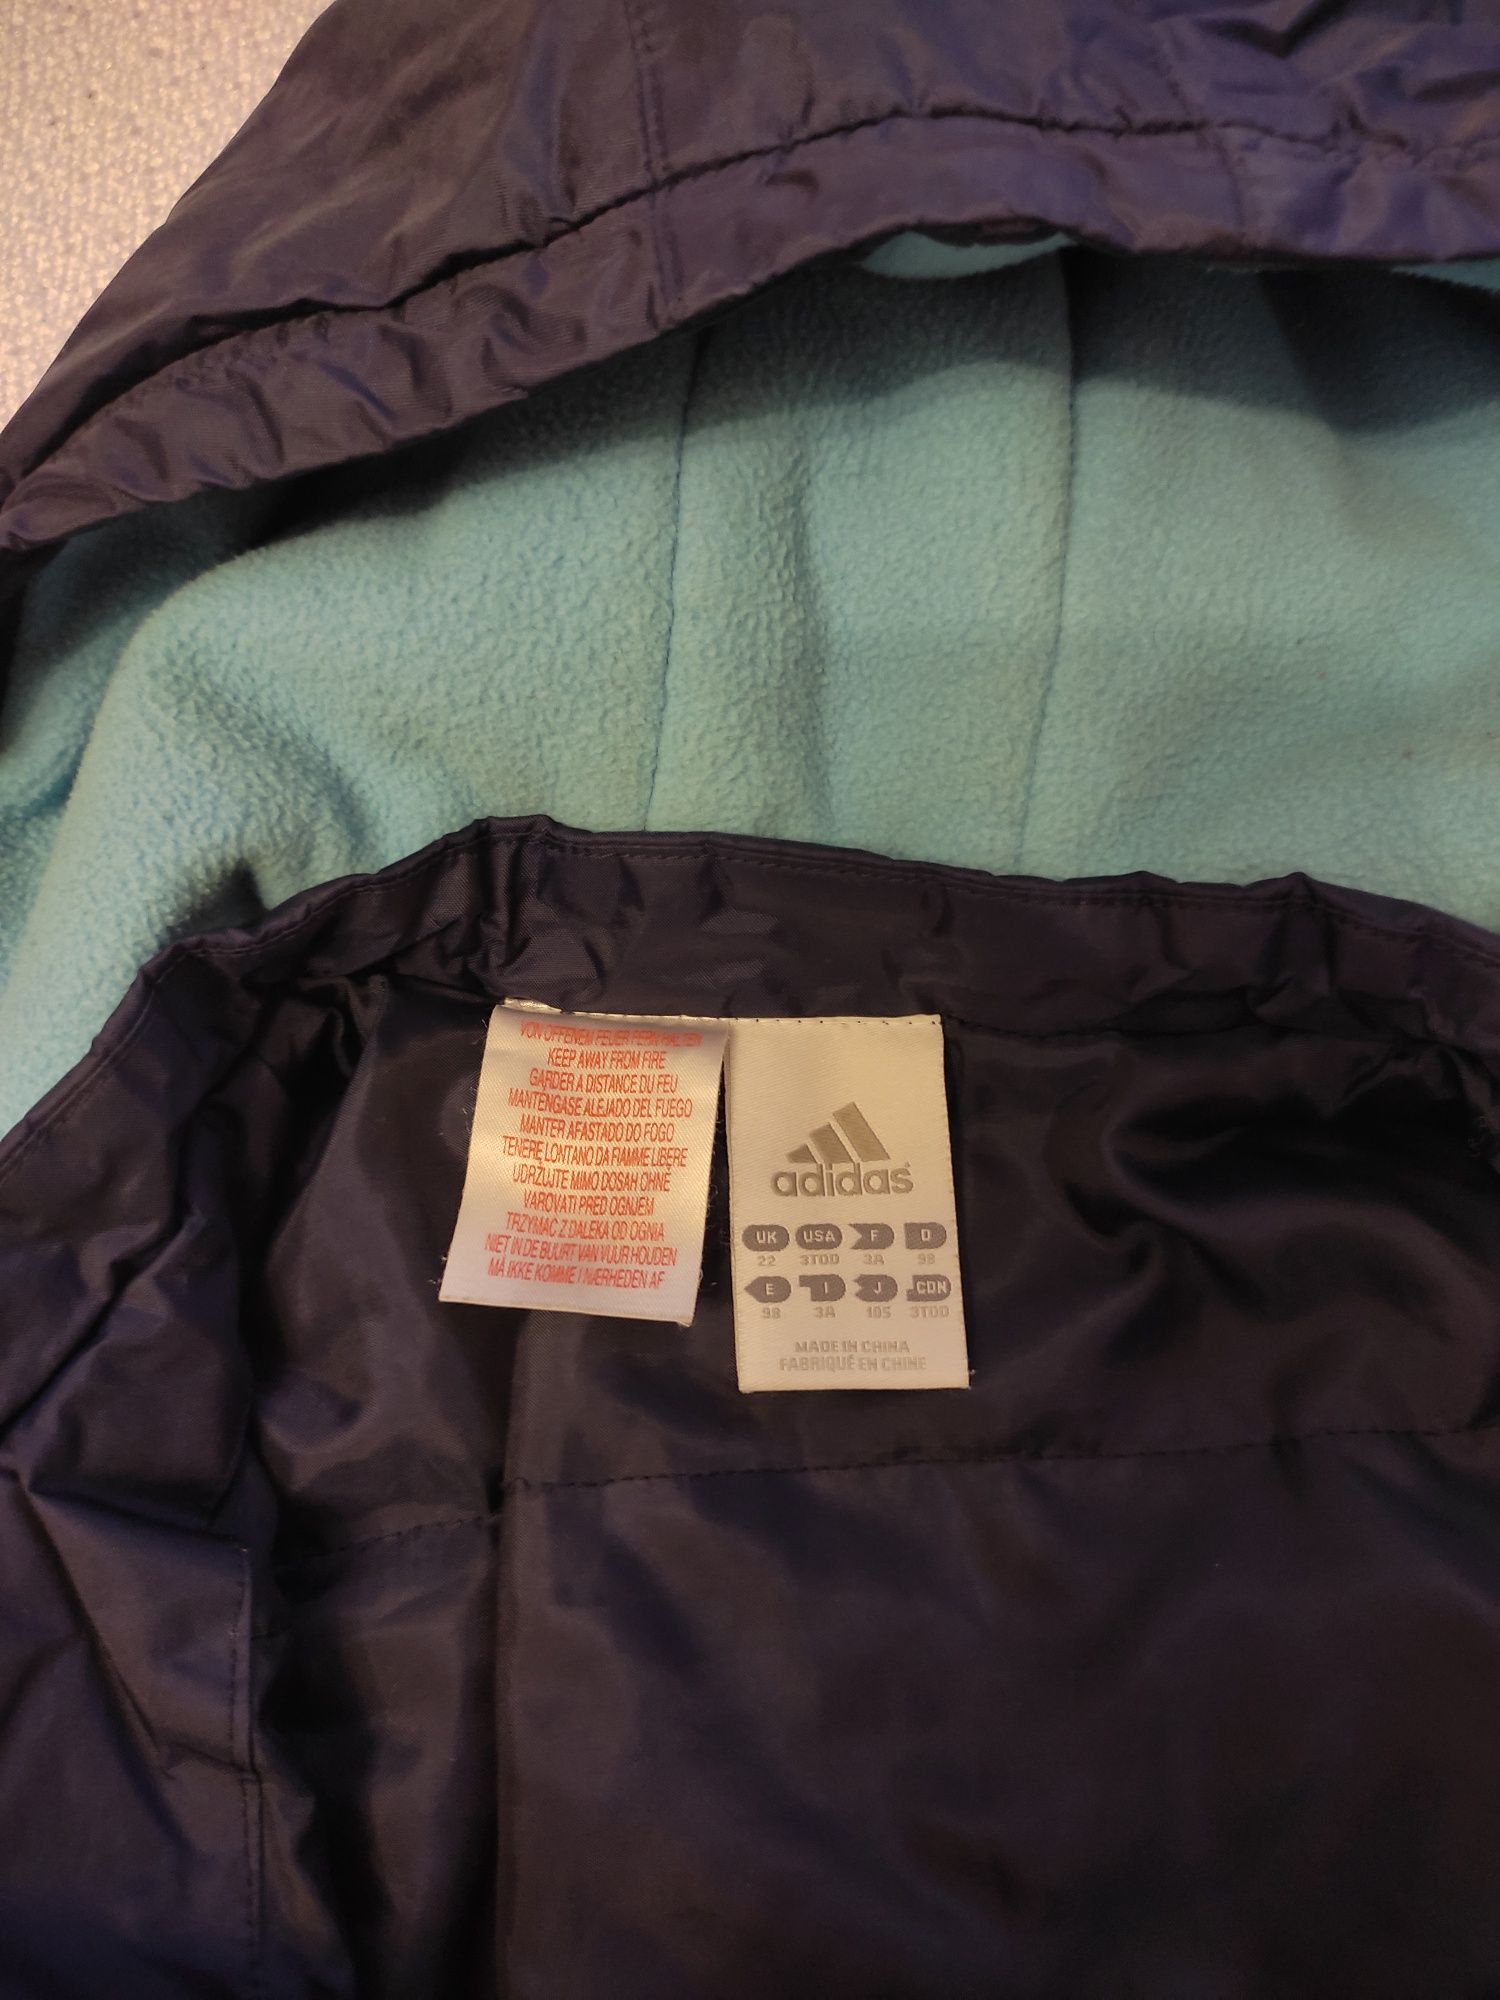 VON OFFENEM FEUER FERN HALTEN
KEEP AWAY FROM FIRE
GARDER A DISTANCE DU FEU
MANTENGASE ALEJADO DEL FUEGO
MANTER AFASTADO DO FOGO
TENERE LONTANO DA FIAMME LIBERE
UDRŽUJTE MIMO DOSAH OHNĚ
VAROVATI PRED OGNJEM
TRZYMAĆ Z DALEKA OD OGNIA
NIET IN DE BUURT VAN VUUR HOUDEN
MÅ IKKE KOMME I NÆRHEDEN AF
adidas®
UK USA F D
22 3TOD 3A 98
E I J CDN
98 3A 105 3TOD
MADE IN CHINA
FABRIQUÉ EN CHINE